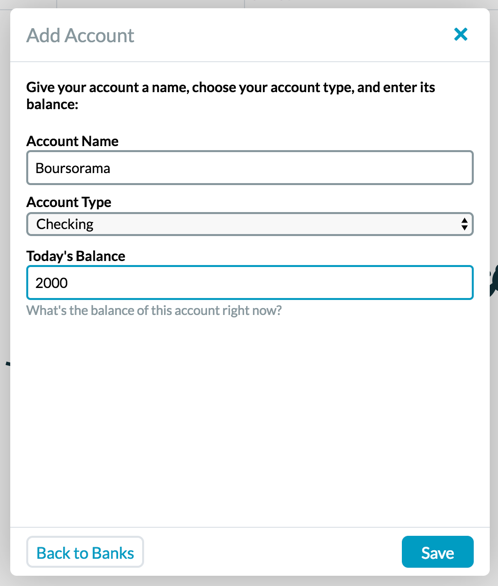 Add Account
Give your account a name, choose your account type, and enter its
balance:
Account Name
Boursorama
Account Type
Checking
Today's Balance
2000
What's the balance of this account right now?
Back to Banks
Save